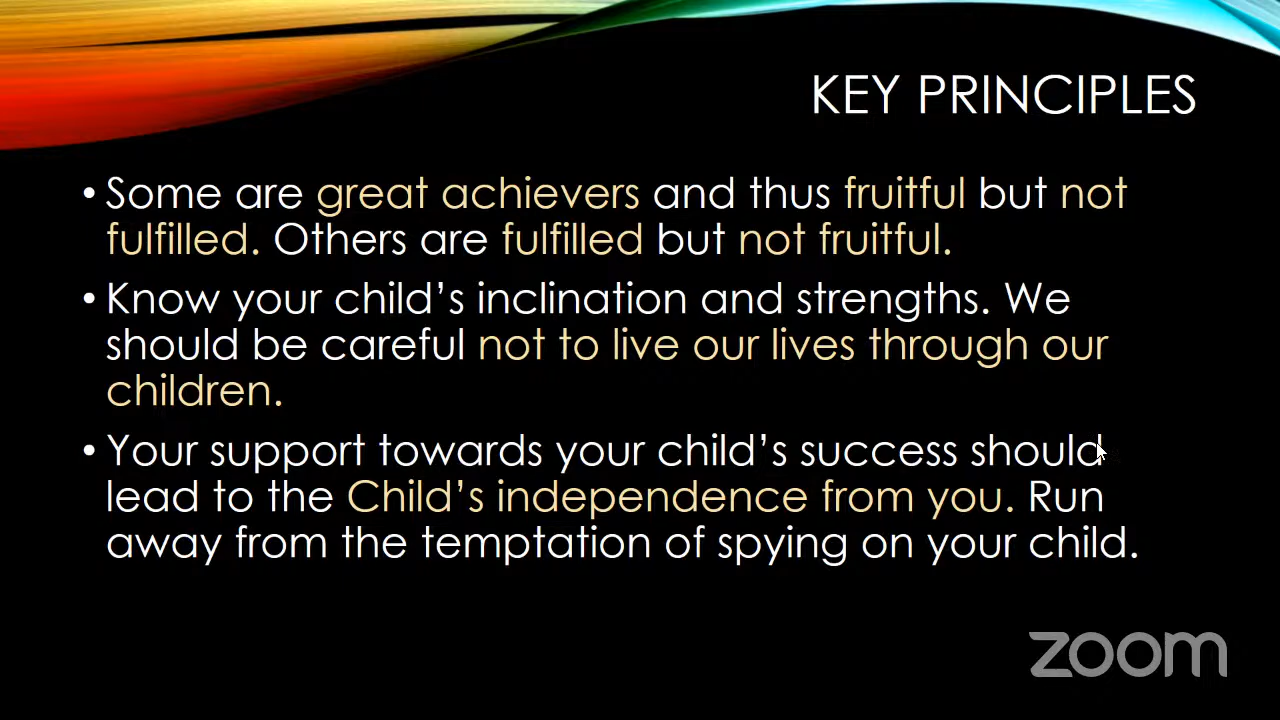 KEY PRINCIPLES
• Some are great achievers and thus fruitful but not
fulfilled. Others are fulfilled but not fruitful.
• Know your child’s inclination and strengths. We
should be careful not to live our lives through our
children.
• Your support towards your child’s success should
lead to the Child’s independence from you. Run
away from the temptation of spying on your child.
zoom